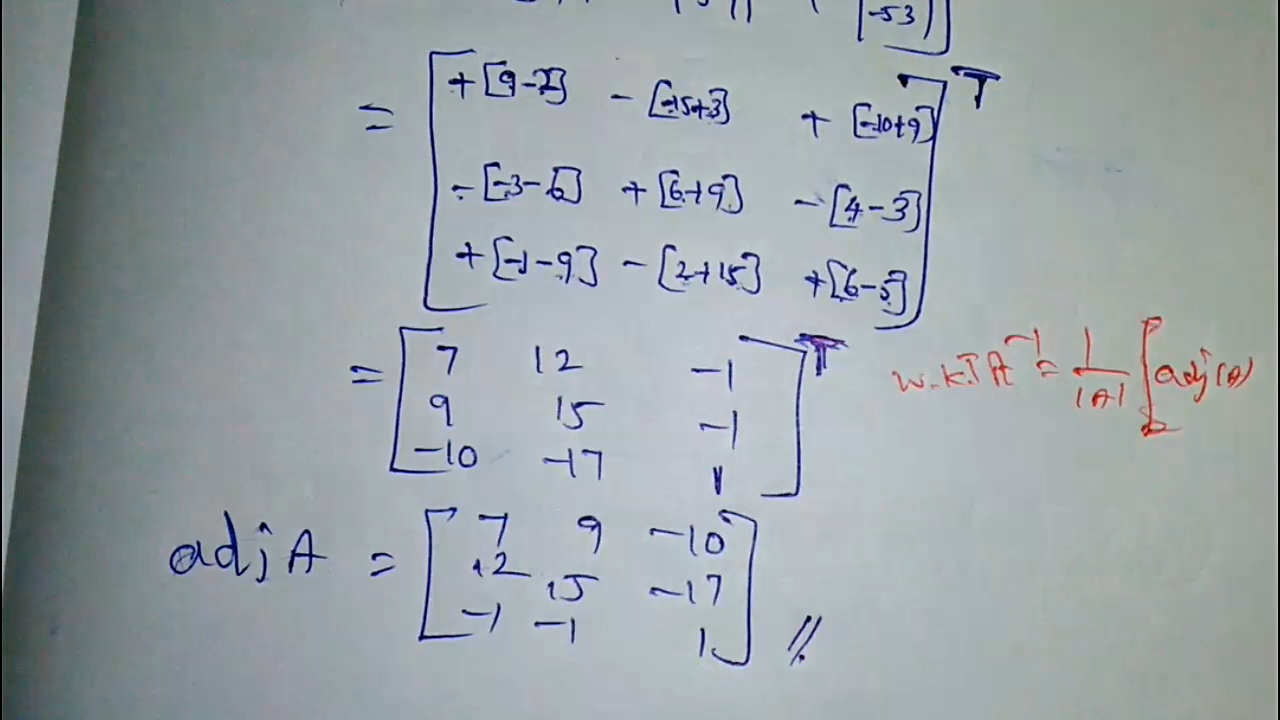 -53)
= [ +[9-2] -[-15+3] +[-10+9] ] T
-[-3-6] +[6+9] -[4-3]
+[-1-9] -[2+15] +[6-5]
= [ 7 12 -1 ] T
9 15 -1
-10 -17 1
w.k.T A⁻¹ = 1/|A| [adj(A)]
adj A = [ 7 9 -10 ]
12 15 -17
-1 -1 1 //